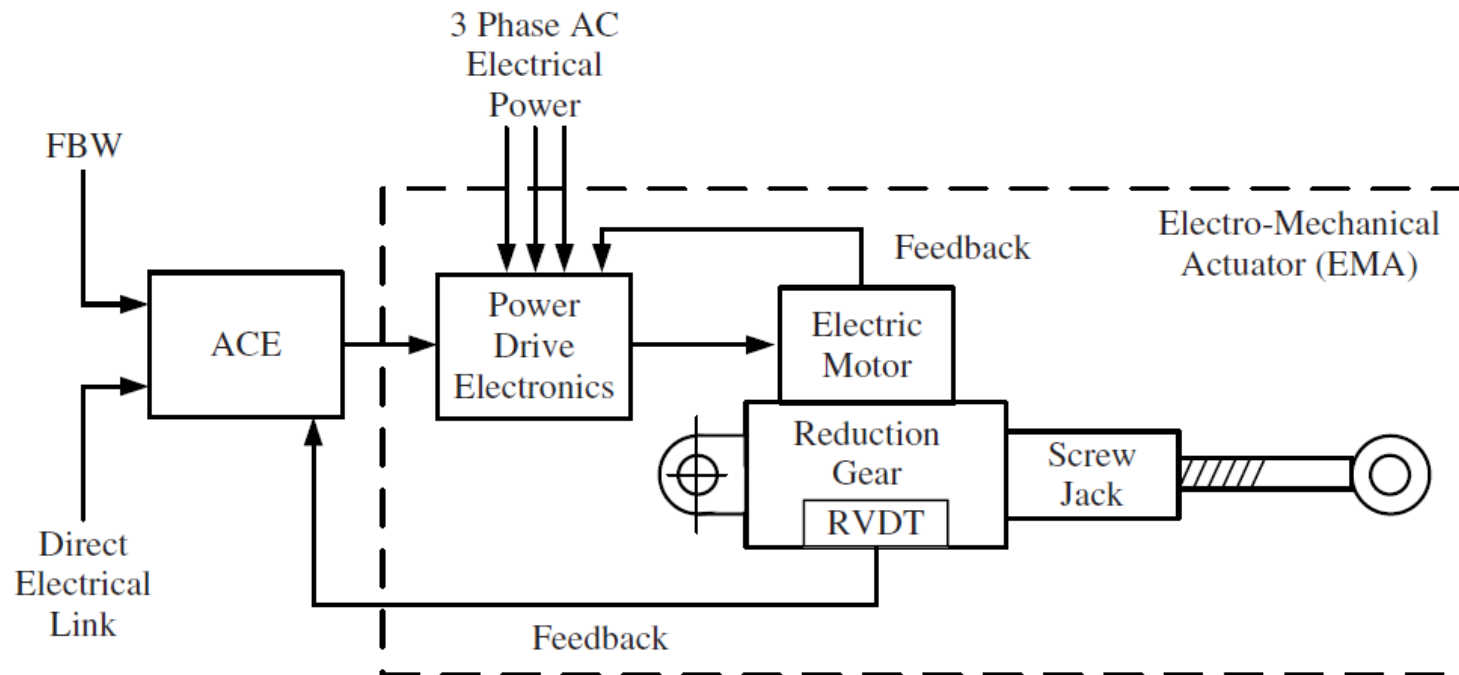 3 Phase AC
Electrical
Power
FBW
Electro-Mechanical
Actuator (EMA)
Feedback
ACE
Power
Drive
Electronics
Electric
Motor
Reduction
Gear
RVDT
Screw
Jack
Direct
Electrical
Link
Feedback